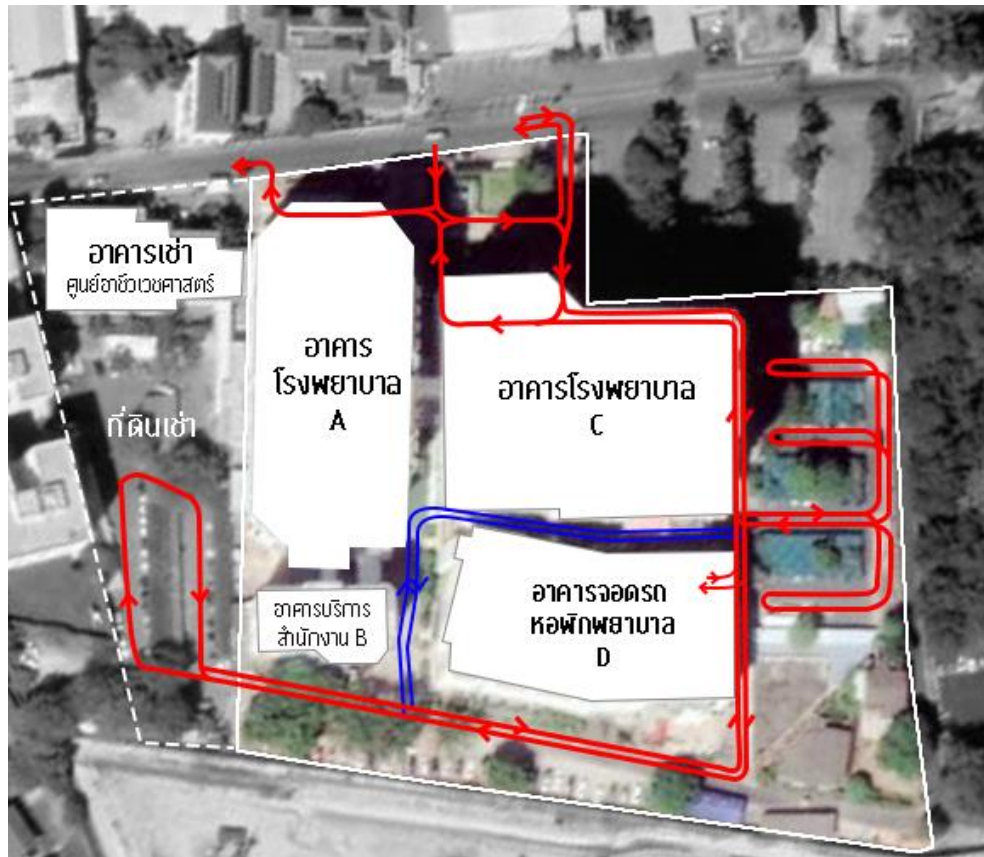 อาคารเช่า
ศูนย์อาชีวเวชศาสตร์
อาคาร
โรงพยาบาล
A
อาคารโรงพยาบาล
C
ที่ดินเช่า
อาคารบริการ
สำนักงาน B
อาคารจอดรถ
หอพักพยาบาล
D